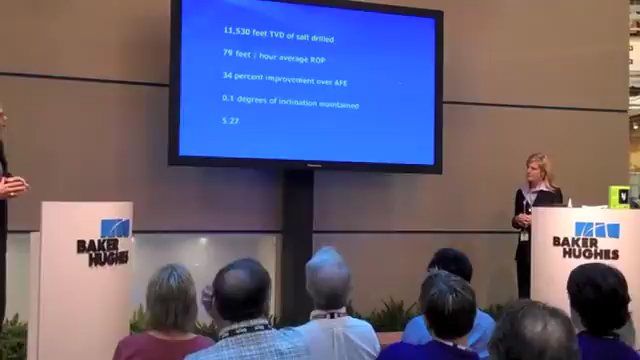 11,530 feet TVD of salt drilled
79 feet / hour average ROP
34 percent improvement over AFE
0.1 degrees of inclination maintained
5.27
BAKER
HUGHES
BAKER
HUGHES